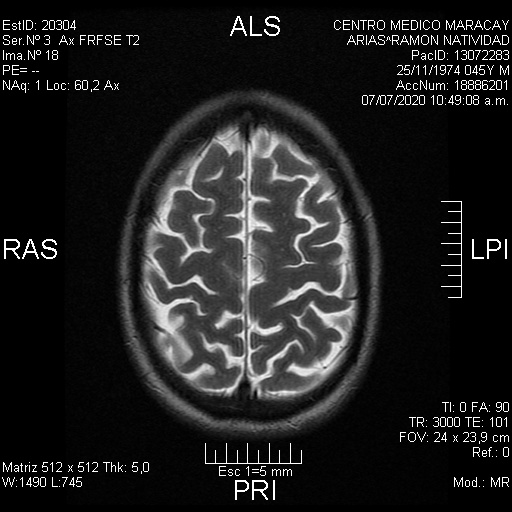 EstID: 20304
Ser.Nº 3 Ax FRFSE T2
Ima.Nº 18
PE= --
NAq: 1 Loc: 60,2 Ax
ALS
CENTRO MEDICO MARACAY
ARIAS^RAMON NATIVIDAD
PacID: 13072283
25/11/1974 045Y M
AccNum: 18886201
07/07/2020 10:49:08 a.m.
RAS
LPI
Matriz 512 x 512 Thk: 5,0
W:1490 L:745
Esc 1=5 mm
PRI
TI: 0 FA: 90
TR: 3000 TE: 101
FOV: 24 x 23,9 cm
Ref.: 0
Mod.: MR